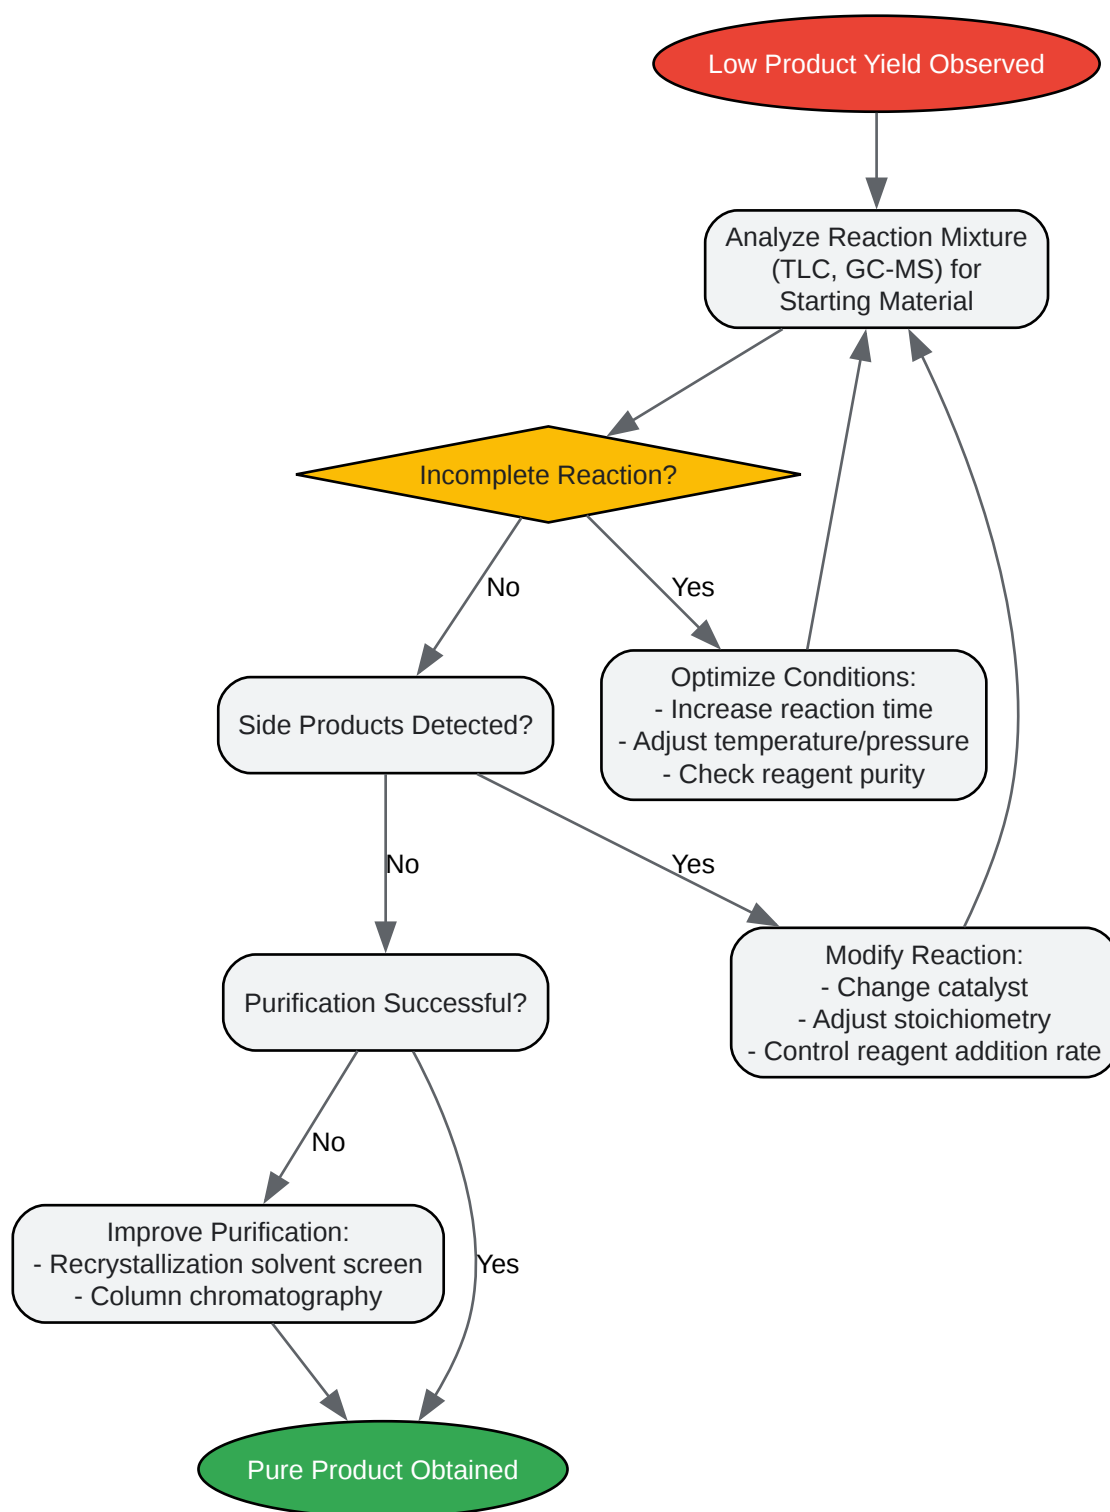 Low Product Yield Observed
Analyze Reaction Mixture
(TLC, GC-MS) for
Starting Material
Incomplete Reaction?
No
Yes
Optimize Conditions:
- Increase reaction time
- Adjust temperature/pressure
- Check reagent purity
Side Products Detected?
No
Yes
Modify Reaction:
- Change catalyst
- Adjust stoichiometry
- Control reagent addition rate
Purification Successful?
No
Yes
Improve Purification:
- Recrystallization solvent screen
- Column chromatography
Pure Product Obtained